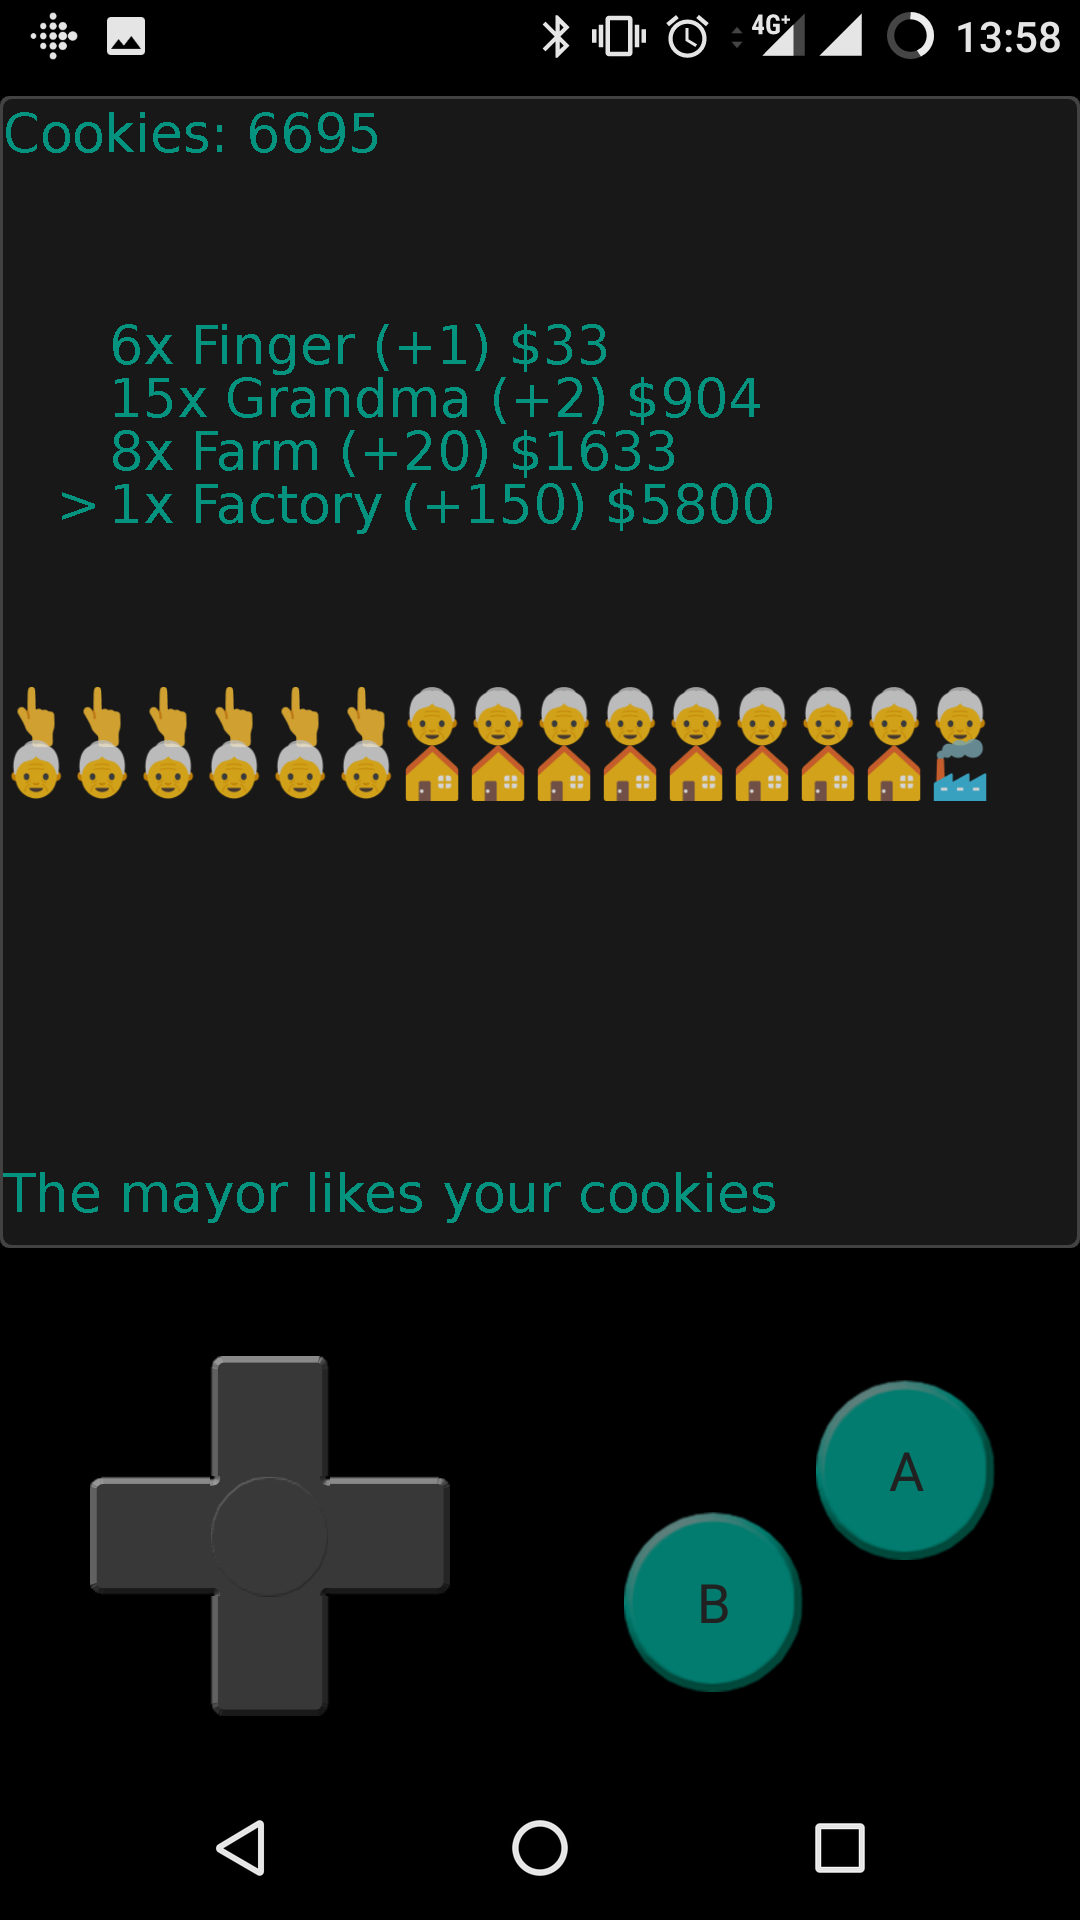 4G+ 13:58
Cookies: 6695
6x Finger (+1) $33
15x Grandma (+2) $904
8x Farm (+20) $1633
> 1x Factory (+150) $5800
The mayor likes your cookies
A
B